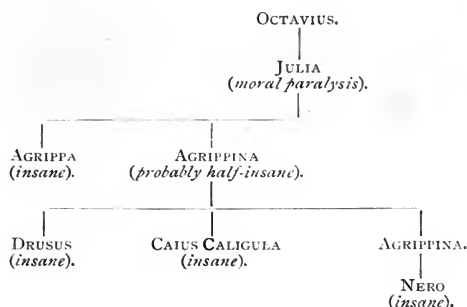 OCTAVIUS.
JULIA
(moral paralysis).
AGRIPPA AGRIPPINA
(insane). (probably half-insane).
DRUSUS CAIUS CALIGULA AGRIPPINA.
(insane). (insane).
NERO
(insane).